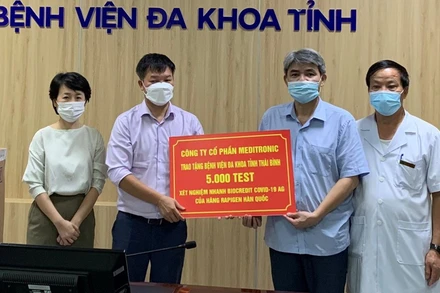 BỆNH VIỆN ĐA KHOA TỈNH
CÔNG TY CỔ PHẦN MEDITRONIC
TRAO TẶNG BỆNH VIỆN ĐA KHOA TỈNH THÁI BÌNH
5.000 TEST
XÉT NGHIỆM NHANH BIOCREDIT COVID-19 AG
CỦA HÃNG RAPIGEN HÀN QUỐC